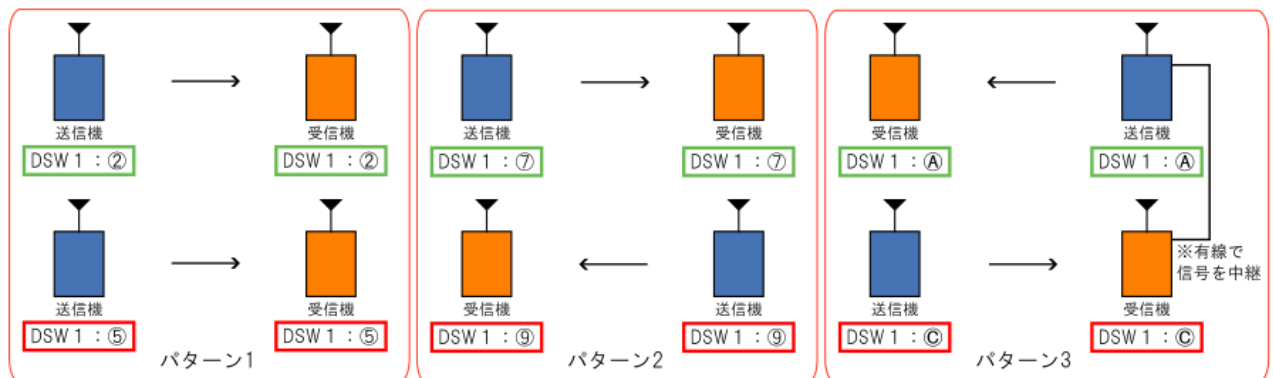 送信機
受信機
DSW1：②
DSW1：②
送信機
受信機
DSW1：⑤
DSW1：⑤
パターン1
送信機
受信機
DSW1：⑦
DSW1：⑦
受信機
送信機
DSW1：⑨
DSW1：⑨
パターン2
受信機
送信機
DSW1：Ⓐ
DSW1：Ⓐ
※有線で
信号を中継
送信機
受信機
DSW1：Ⓒ
DSW1：Ⓒ
パターン3